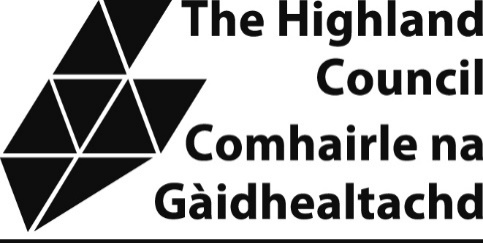 The Highland
Council
Comhairle na
Gàidhealtachd